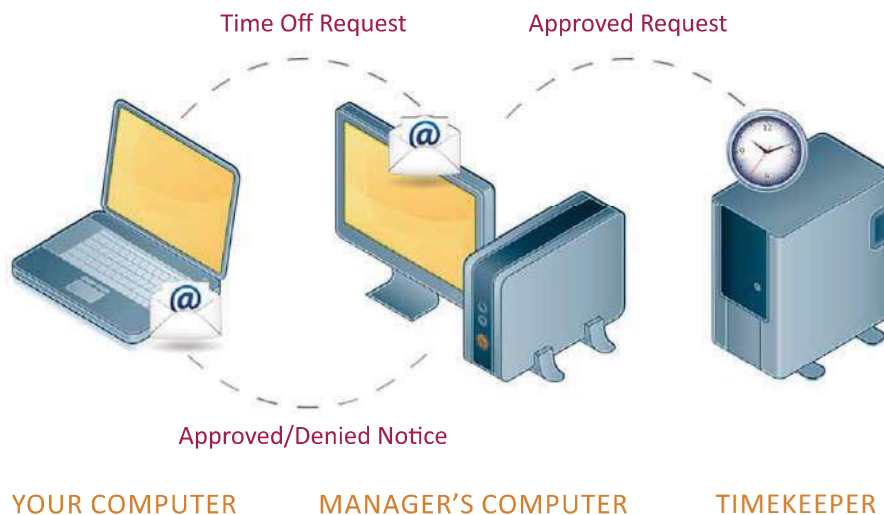 Time Off Request
Approved Request
@
@
Approved/Denied Notice
YOUR COMPUTER
MANAGER’S COMPUTER
TIMEKEEPER